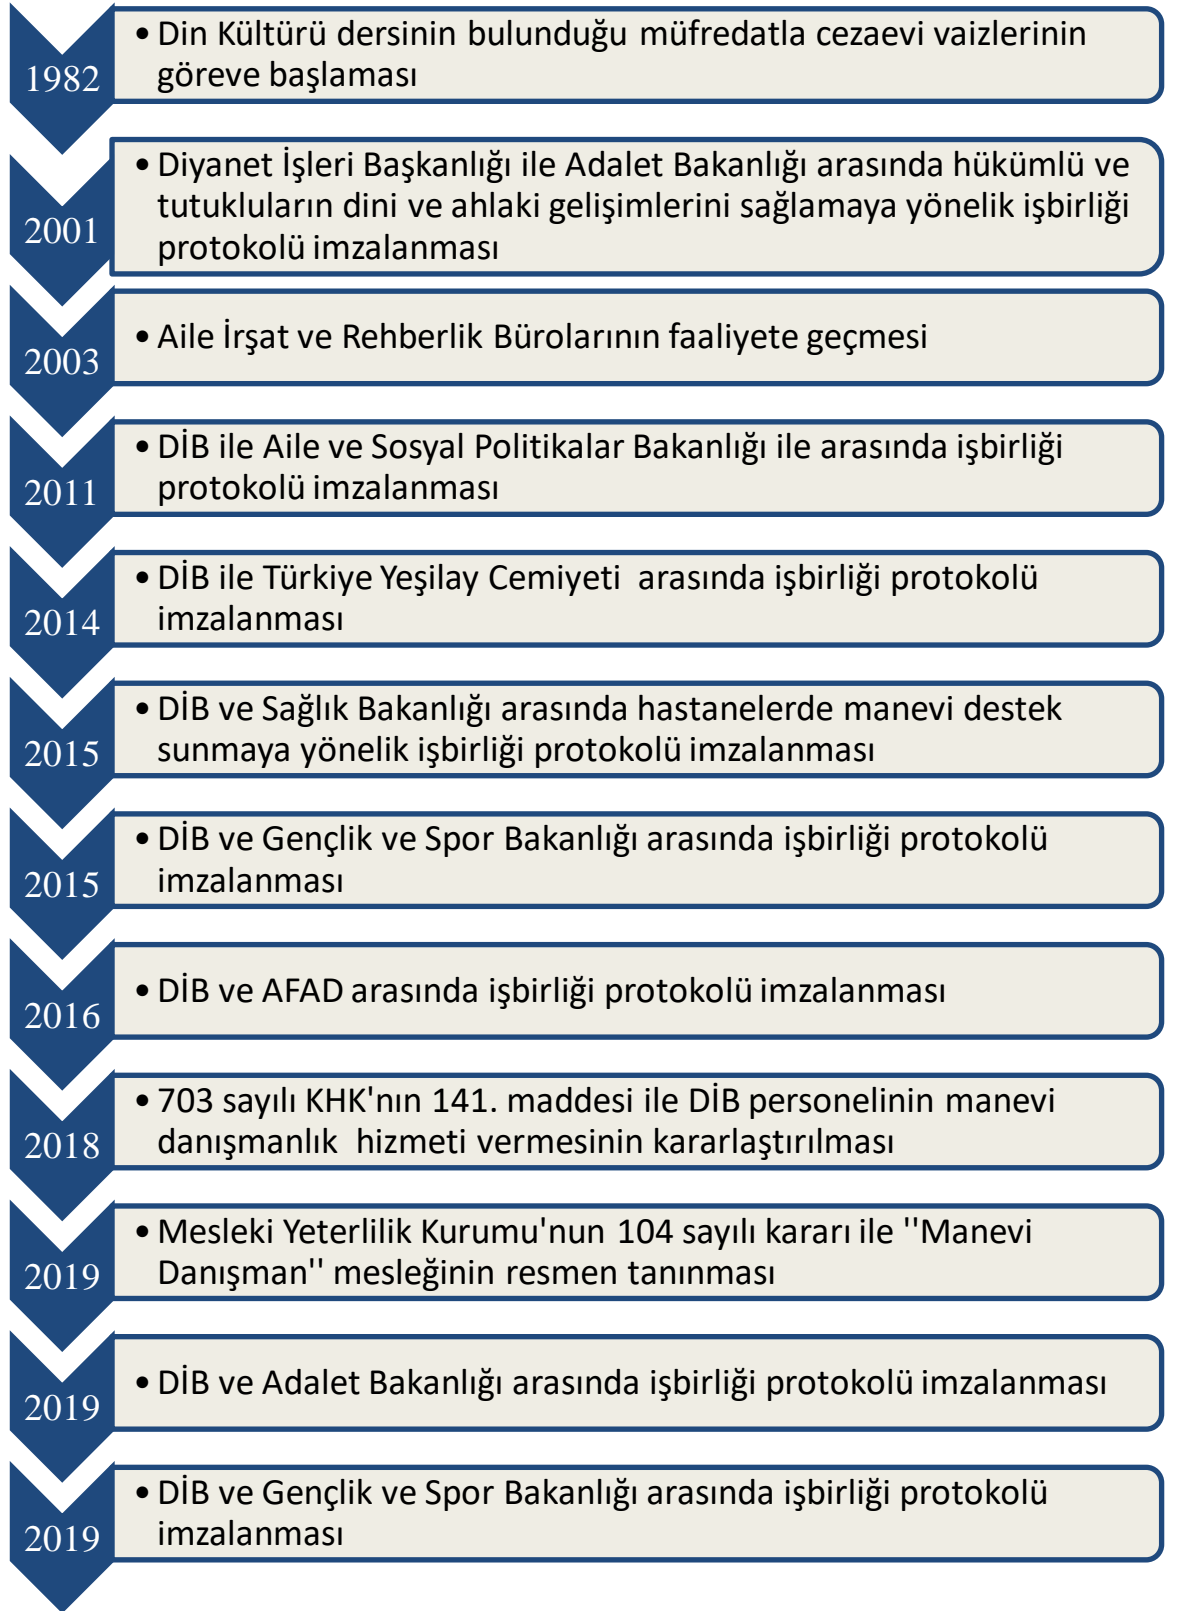 1982
• Din Kültürü dersinin bulunduğu müfredatla cezaevi vaizlerinin
göreve başlaması
2001
• Diyanet İşleri Başkanlığı ile Adalet Bakanlığı arasında hükümlü ve
tutukluların dini ve ahlaki gelişimlerini sağlamaya yönelik işbirliği
protokolü imzalanması
2003
• Aile İrşat ve Rehberlik Bürolarının faaliyete geçmesi
2011
• DİB ile Aile ve Sosyal Politikalar Bakanlığı ile arasında işbirliği
protokolü imzalanması
2014
• DİB ile Türkiye Yeşilay Cemiyeti  arasında işbirliği protokolü
imzalanması
2015
• DİB ve Sağlık Bakanlığı arasında hastanelerde manevi destek
sunmaya yönelik işbirliği protokolü imzalanması
2015
• DİB ve Gençlik ve Spor Bakanlığı arasında işbirliği protokolü
imzalanması
2016
• DİB ve AFAD arasında işbirliği protokolü imzalanması
2018
• 703 sayılı KHK'nın 141. maddesi ile DİB personelinin manevi
danışmanlık  hizmeti vermesinin kararlaştırılması
2019
• Mesleki Yeterlilik Kurumu'nun 104 sayılı kararı ile ''Manevi
Danışman'' mesleğinin resmen tanınması
2019
• DİB ve Adalet Bakanlığı arasında işbirliği protokolü imzalanması
2019
• DİB ve Gençlik ve Spor Bakanlığı arasında işbirliği protokolü
imzalanması